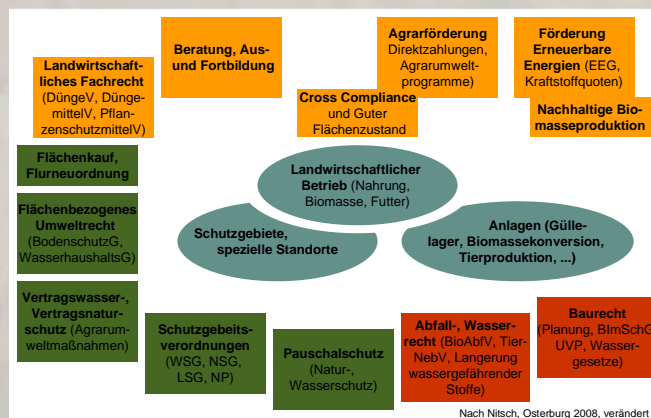 Landwirtschaft-
liches Fachrecht
(DüngeV, Dünge-
mittelV, Pflan-
zenschutzmittelV)
Beratung, Aus-
und Fortbildung
Agrarförderung
Direktzahlungen,
Agrarumwelt-
programme)
Förderung
Erneuerbare
Energien (EEG,
Kraftstoffquoten)
Cross Compliance
und Guter
Flächenzustand
Nachhaltige Bio-
masseproduktion
Flächenkauf,
Flurneuordnung
Landwirtschaftlicher
Betrieb (Nahrung,
Biomasse, Futter)
Flächenbezogenes
Umweltrecht
(BodenschutzG,
WasserhaushaltsG)
Schutzgebiete,
spezielle Standorte
Anlagen (Gülle-
lager, Biomassekonversion,
Tierproduktion, ...)
Vertragswasser-,
Vertragsnatur-
schutz (Agrarum-
weltmaßnahmen)
Schutzgebeits-
verordnungen
(WSG, NSG,
LSG, NP)
Pauschalschutz
(Natur-,
Wasserschutz)
Abfall-, Wasser-
recht (BioAbfV, Tier-
NebV, Langerung
wassergefährender
Stoffe)
Baurecht
(Planung, BImSchG
UVP, Wasser-
gesetze)
Nach Nitsch, Osterburg 2008, verändert